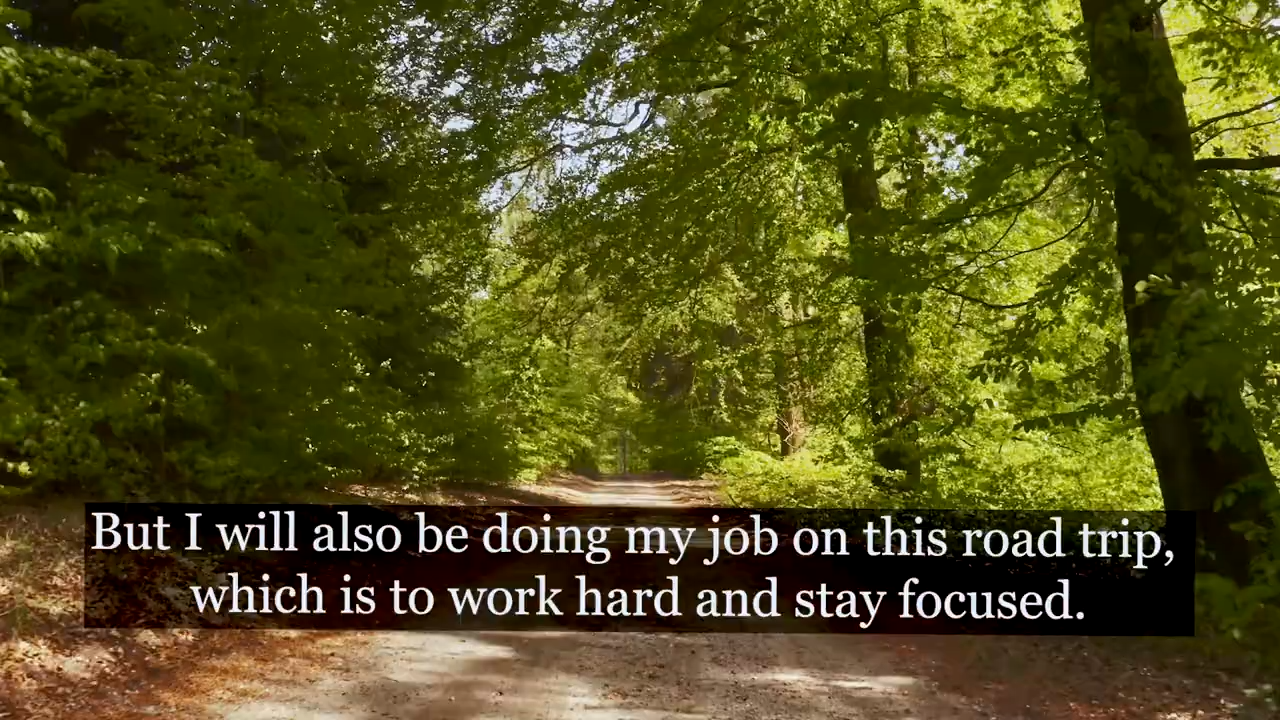 But I will also be doing my job on this road trip,
which is to work hard and stay focused.